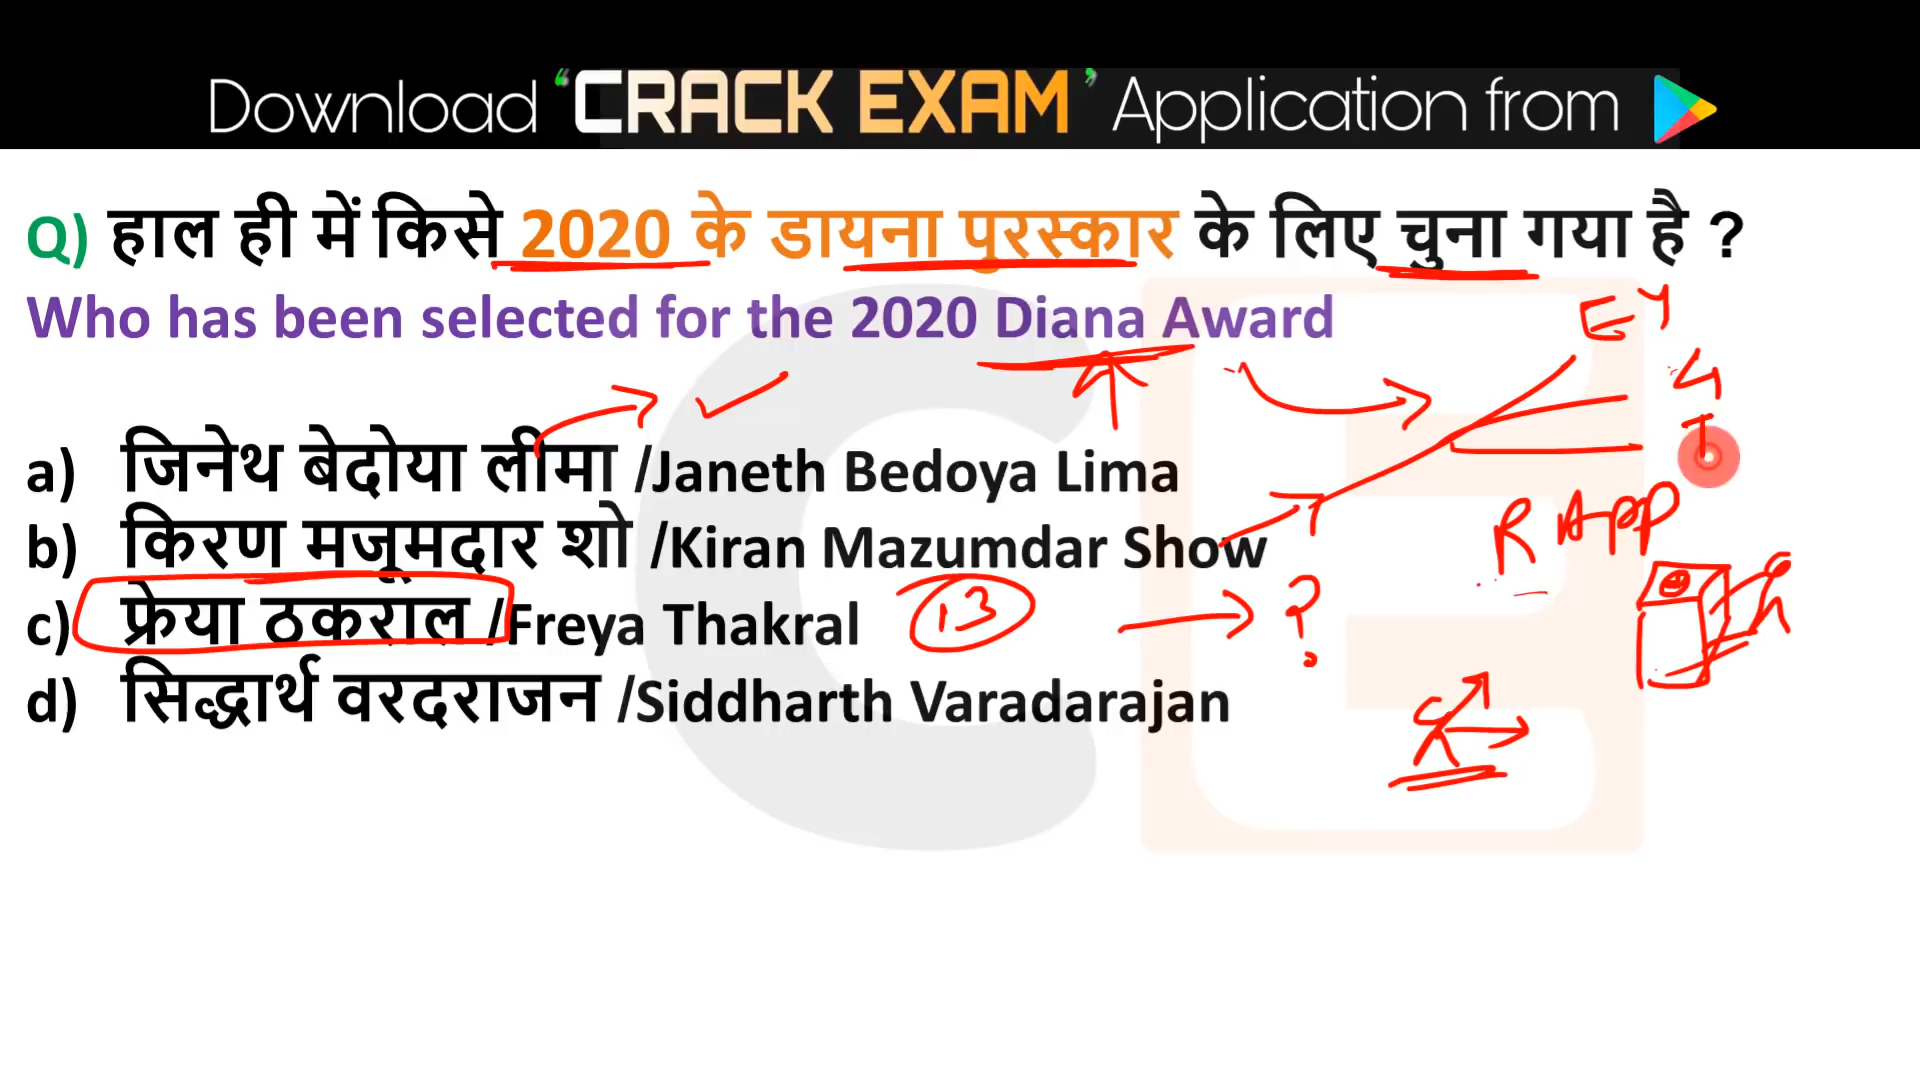 Download "CRACK EXAM" Application from
Q) हाल ही में किसे 2020 के डायना पुरस्कार के लिए चुना गया है ?
Who has been selected for the 2020 Diana Award
E Y
a) जिनेथ बेदोया लीमा /Janeth Bedoya Lima
R APP
b) किरण मजूमदार शो /Kiran Mazumdar Show
c) फ्रेया ठकराल /Freya Thakral 13 ?
d) सिद्धार्थ वरदराजन /Siddharth Varadarajan